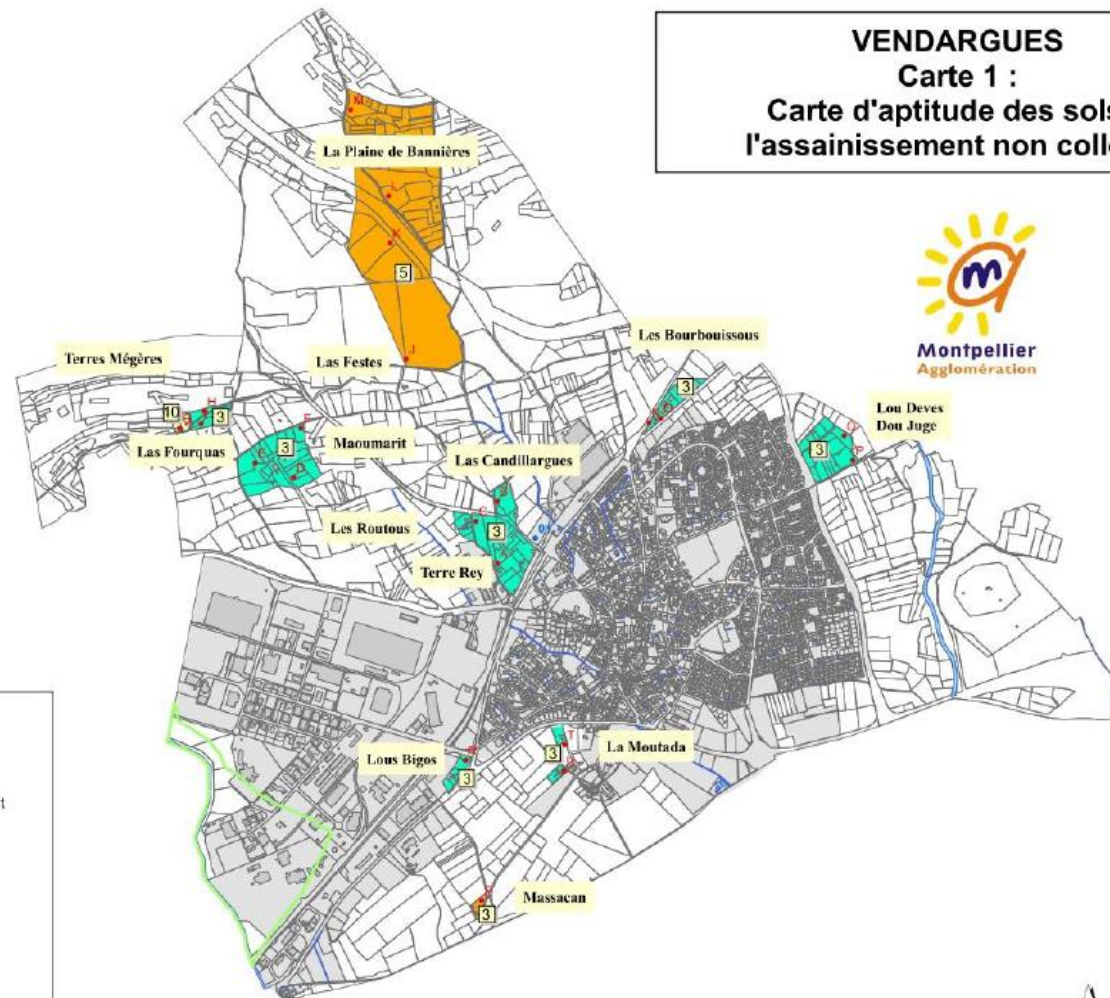 VENDARGUES
Carte 1 :
Carte d'aptitude des sols
l'assainissement non coll
M
La Plaine de Bannières
L
K
5
m
Montpellier
Agglomération
Les Bourbouissous
Terres Mégères
Las Festes
J
3
Lou Deves
Dou Juge
10
H
3
Las Fourquas
F
3
Maoumarit
E
D
Las Candillargues
3
P
Les Routous
C
3
Terre Rey
T
3
La Moutada
Lous Bigos
3
t
Massacan
3